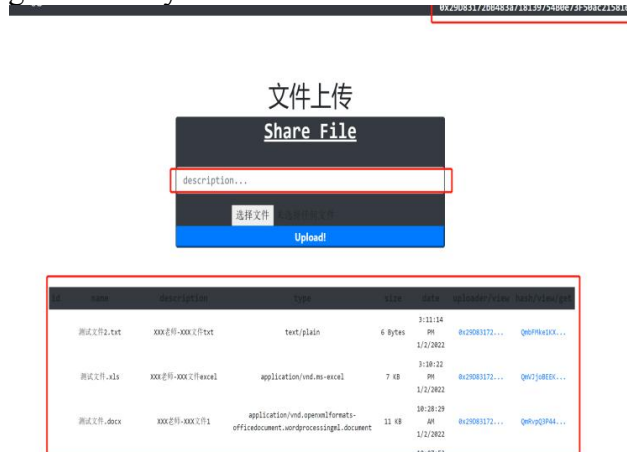 文件上传
Share File
description...
选择文件
Upload!
id name description type size date uploader/view hash/view/get
测试文件2.txt XXX老师-XXX文件txt text/plain 6 Bytes 3:11:14 PM 1/2/2022 0x29D83172... QmbFMke1KX...
测试文件.xls XXX老师-XXX文件excel application/vnd.ms-excel 7 KB 3:10:22 PM 1/2/2022 0x29D83172... QmV7joBEEK...
测试文件.docx XXX老师-XXX文件1 application/vnd.openxmlformats-officedocument.wordprocessingml.document 11 KB 10:28:29 AM 1/2/2022 0x29D83172... QmRvpQ3P44...